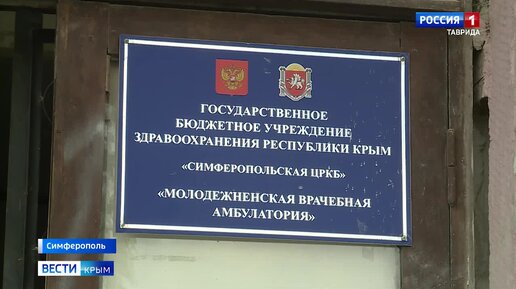 РОССИЯ 1
ТАВРИДА
ГОСУДАРСТВЕННОЕ
БЮДЖЕТНОЕ УЧРЕЖДЕНИЕ
ЗДРАВООХРАНЕНИЯ РЕСПУБЛИКИ КРЫМ
«СИМФЕРОПОЛЬСКАЯ ЦРКБ»
«МОЛОДЕЖНЕНСКАЯ ВРАЧЕБНАЯ
АМБУЛАТОРИЯ»
Симферополь
ВЕСТИ КРЫМ